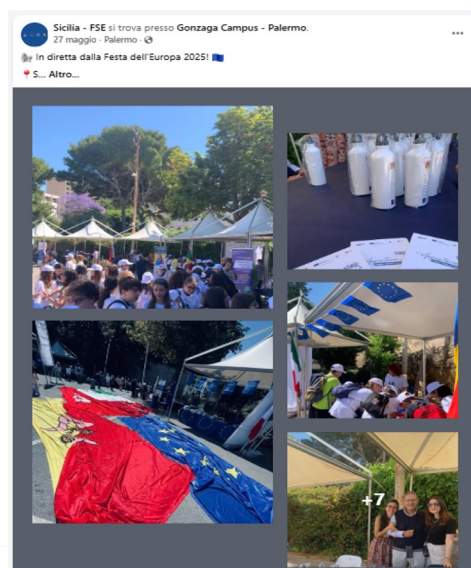 Sicilia - FSE si trova presso Gonzaga Campus - Palermo.
27 maggio · Palermo ·
In diretta dalla Festa dell'Europa 2025!
S... Altro...
+7